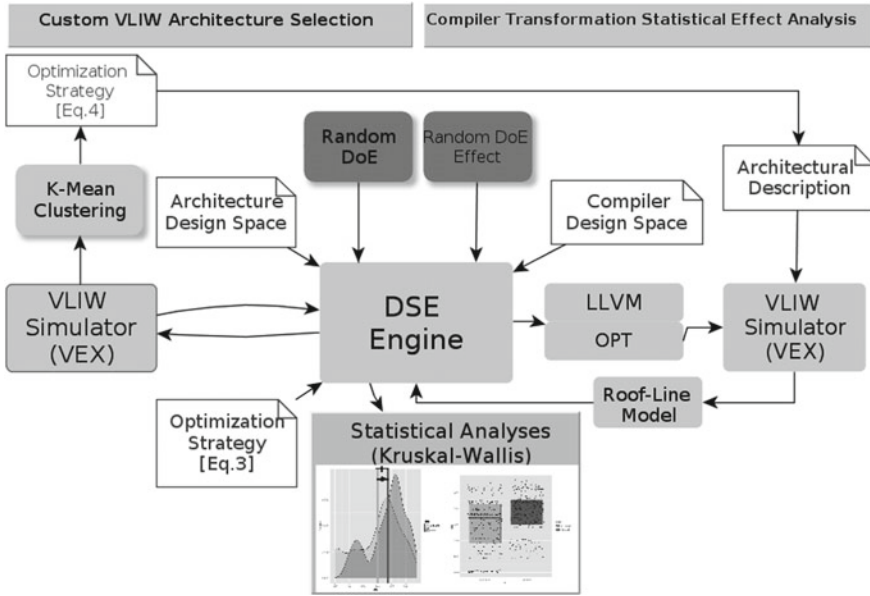 Custom VLIW Architecture Selection
Compiler Transformation Statistical Effect Analysis
Optimization
Strategy
[Eq.4]
Random
DoE
Random DoE
Effect
K-Mean
Clustering
Architecture
Design Space
Compiler
Design Space
Architectural
Description
VLIW
Simulator
(VEX)
DSE
Engine
LLVM
OPT
VLIW
Simulator
(VEX)
Roof-Line
Model
Optimization
Strategy
[Eq.3]
Statistical Analyses
(Kruskal-Wallis)